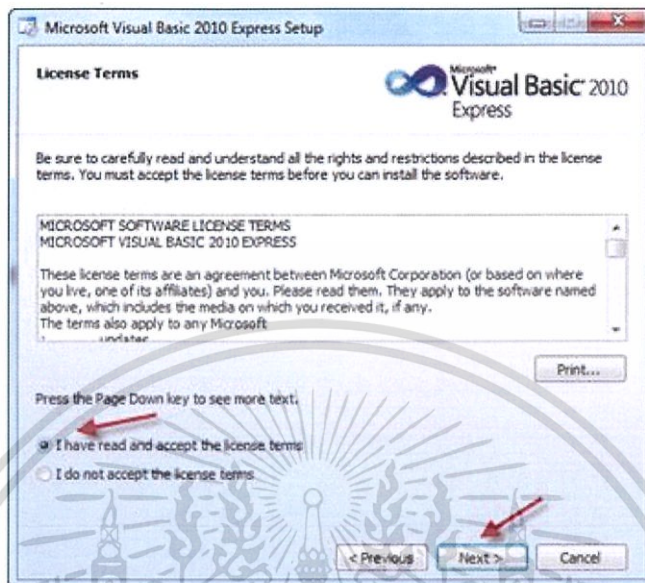 Microsoft Visual Basic 2010 Express Setup
License Terms
Microsoft®
Visual Basic® 2010
Express
Be sure to carefully read and understand all the rights and restrictions described in the license
terms. You must accept the license terms before you can install the software.
MICROSOFT SOFTWARE LICENSE TERMS
MICROSOFT VISUAL BASIC 2010 EXPRESS
These license terms are an agreement between Microsoft Corporation (or based on where
you live, one of its affiliates) and you. Please read them. They apply to the software named
above, which includes the media on which you received it, if any.
The terms also apply to any Microsoft
updates
Print...
Press the Page Down key to see more text.
I have read and accept the license terms
I do not accept the license terms
< Previous
Next >
Cancel